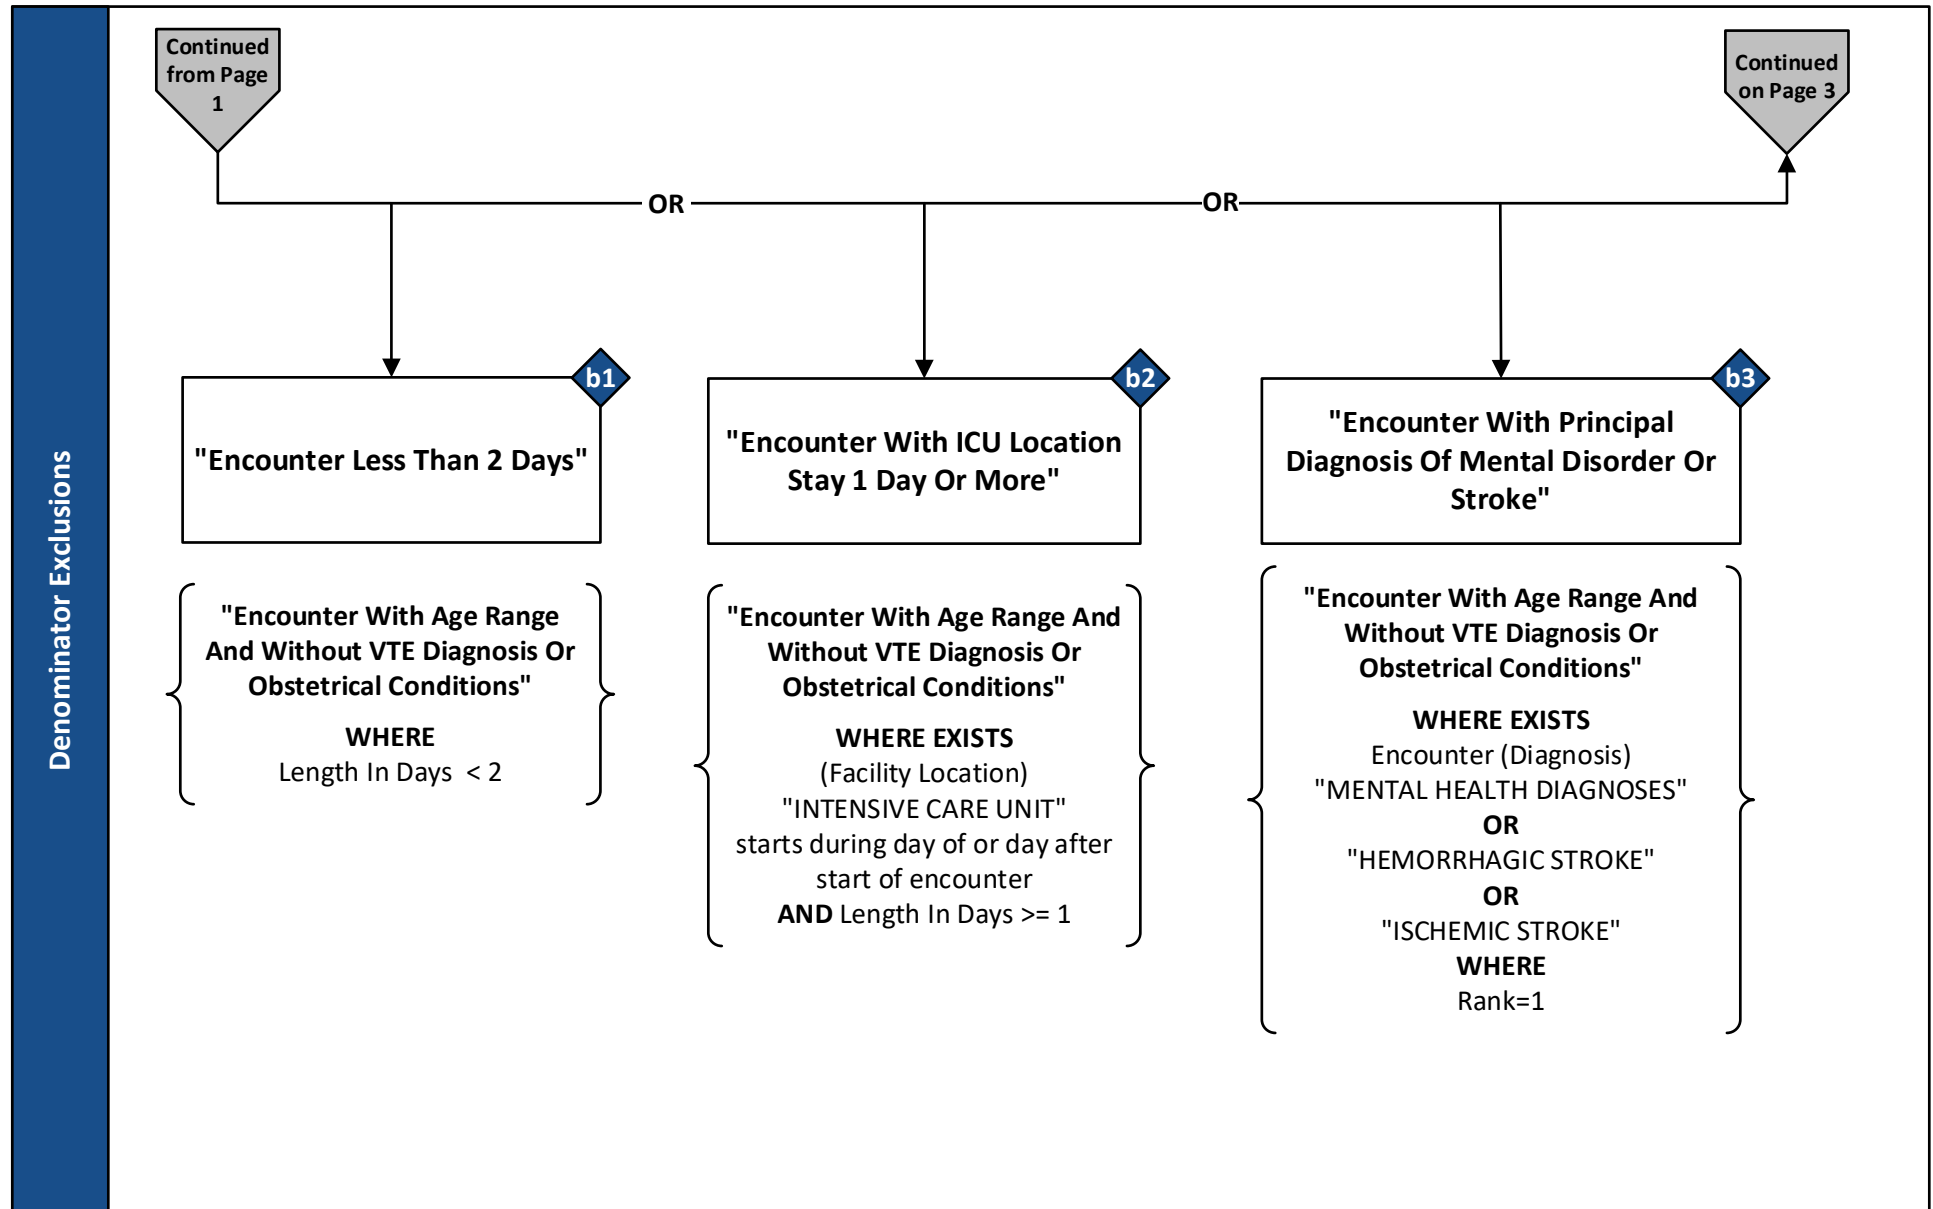 Denominator Exclusions
Continued
from Page
1
Continued
on Page 3
OR
OR
b1
"Encounter Less Than 2 Days"
"Encounter With Age Range
And Without VTE Diagnosis Or
Obstetrical Conditions"
WHERE
Length In Days < 2
b2
"Encounter With ICU Location
Stay 1 Day Or More"
"Encounter With Age Range And
Without VTE Diagnosis Or
Obstetrical Conditions"
WHERE EXISTS
(Facility Location)
"INTENSIVE CARE UNIT"
starts during day of or day after
start of encounter
AND Length In Days >= 1
b3
"Encounter With Principal
Diagnosis Of Mental Disorder Or
Stroke"
"Encounter With Age Range And
Without VTE Diagnosis Or
Obstetrical Conditions"
WHERE EXISTS
Encounter (Diagnosis)
"MENTAL HEALTH DIAGNOSES"
OR
"HEMORRHAGIC STROKE"
OR
"ISCHEMIC STROKE"
WHERE
Rank=1